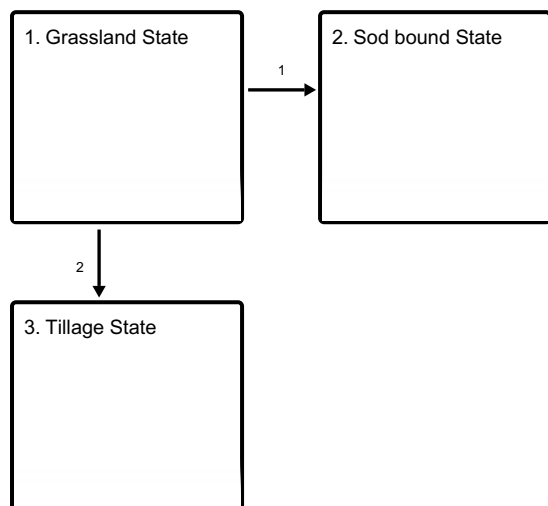 1. Grassland State
2. Sod bound State
1
2
3. Tillage State